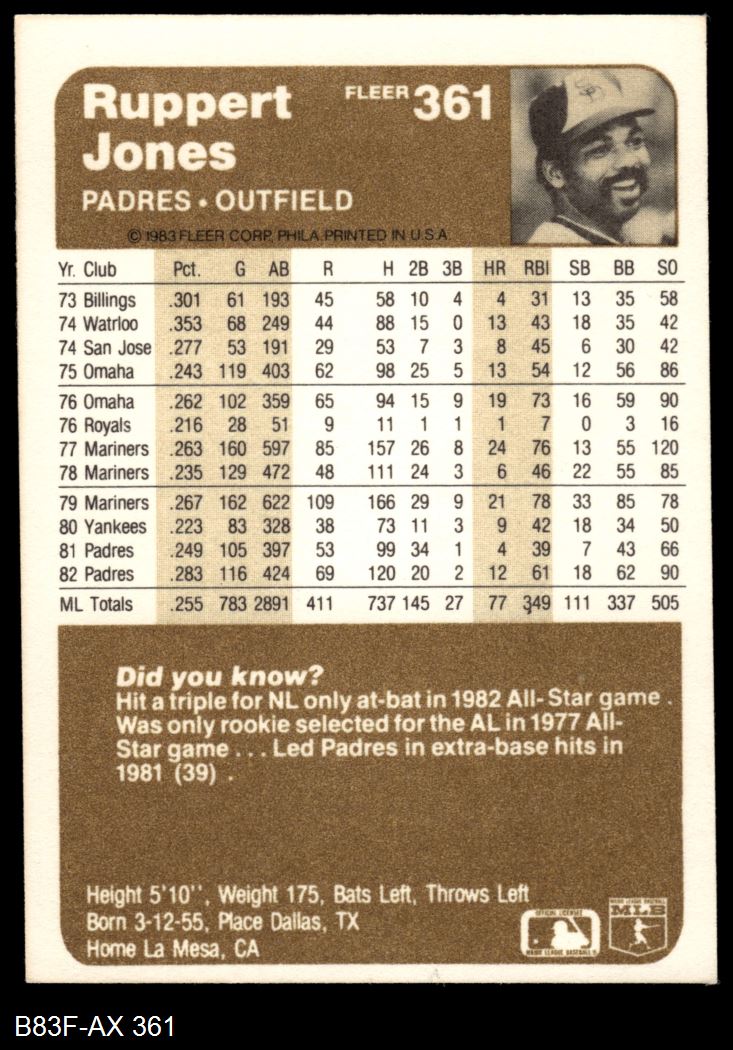 Ruppert
Jones
FLEER 361
PADRES • OUTFIELD
© 1983 FLEER CORP. PHILA. PRINTED IN U.S.A.
Yr. Club Pct. G AB R H 2B 3B HR RBI SB BB SO
73 Billings .301 61 193 45 58 10 4 4 31 13 35 58
74 Watrloo .353 68 249 44 88 15 0 13 43 18 35 42
74 San Jose .277 53 191 29 53 7 3 8 45 6 30 42
75 Omaha .243 119 403 62 98 25 5 13 54 12 56 86
76 Omaha .262 102 359 65 94 15 9 19 73 16 59 90
76 Royals .216 28 51 9 11 1 1 1 7 0 3 16
77 Mariners .263 160 597 85 157 26 8 24 76 13 55 120
78 Mariners .235 129 472 48 111 24 3 6 46 22 55 85
79 Mariners .267 162 622 109 166 29 9 21 78 33 85 78
80 Yankees .223 83 328 38 73 11 3 9 42 18 34 50
81 Padres .249 105 397 53 99 34 1 4 39 7 43 66
82 Padres .283 116 424 69 120 20 2 12 61 18 62 90
ML Totals .255 783 2891 411 737 145 27 77 349 111 337 505
Did you know?
Hit a triple for NL only at-bat in 1982 All-Star game .
Was only rookie selected for the AL in 1977 All-
Star game . . . Led Padres in extra-base hits in
1981 (39) .
Height 5'10'', Weight 175, Bats Left, Throws Left
Born 3-12-55, Place Dallas, TX
Home La Mesa, CA
OFFICIAL LICENSEE
MAJOR LEAGUE BASEBALL
MAJOR LEAGUE BASEBALL
MLB
B83F-AX 361